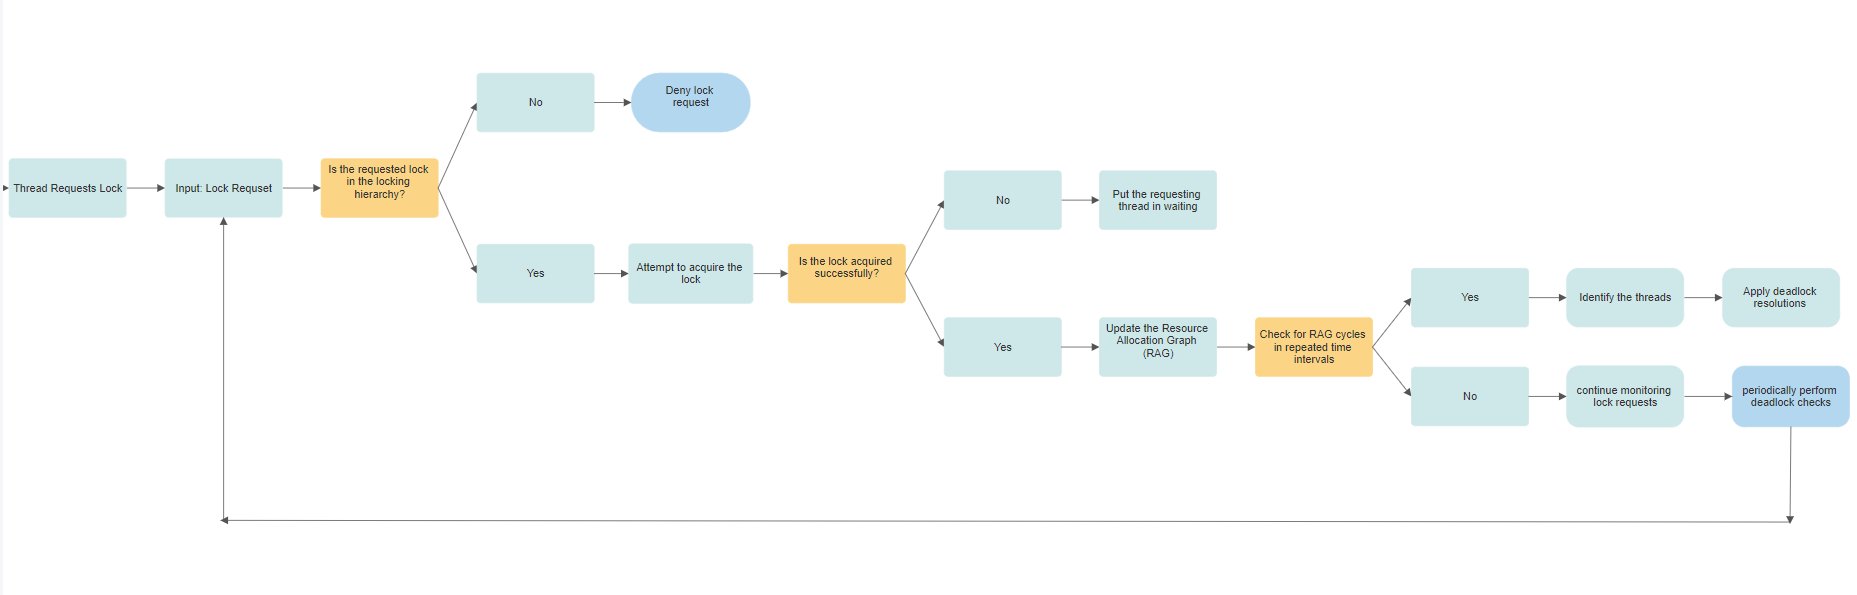 Thread Requests Lock
Input: Lock Requset
Is the requested lock
in the locking
hierarchy?
No
Deny lock
request
Yes
Attempt to acquire the
lock
Is the lock acquired
successfully?
No
Put the requesting
thread in waiting
Yes
Update the Resource
Allocation Graph
(RAG)
Check for RAG cycles
in repeated time
intervals
Yes
Identify the threads
Apply deadlock
resolutions
No
continue monitoring
lock requests
periodically perform
deadlock checks